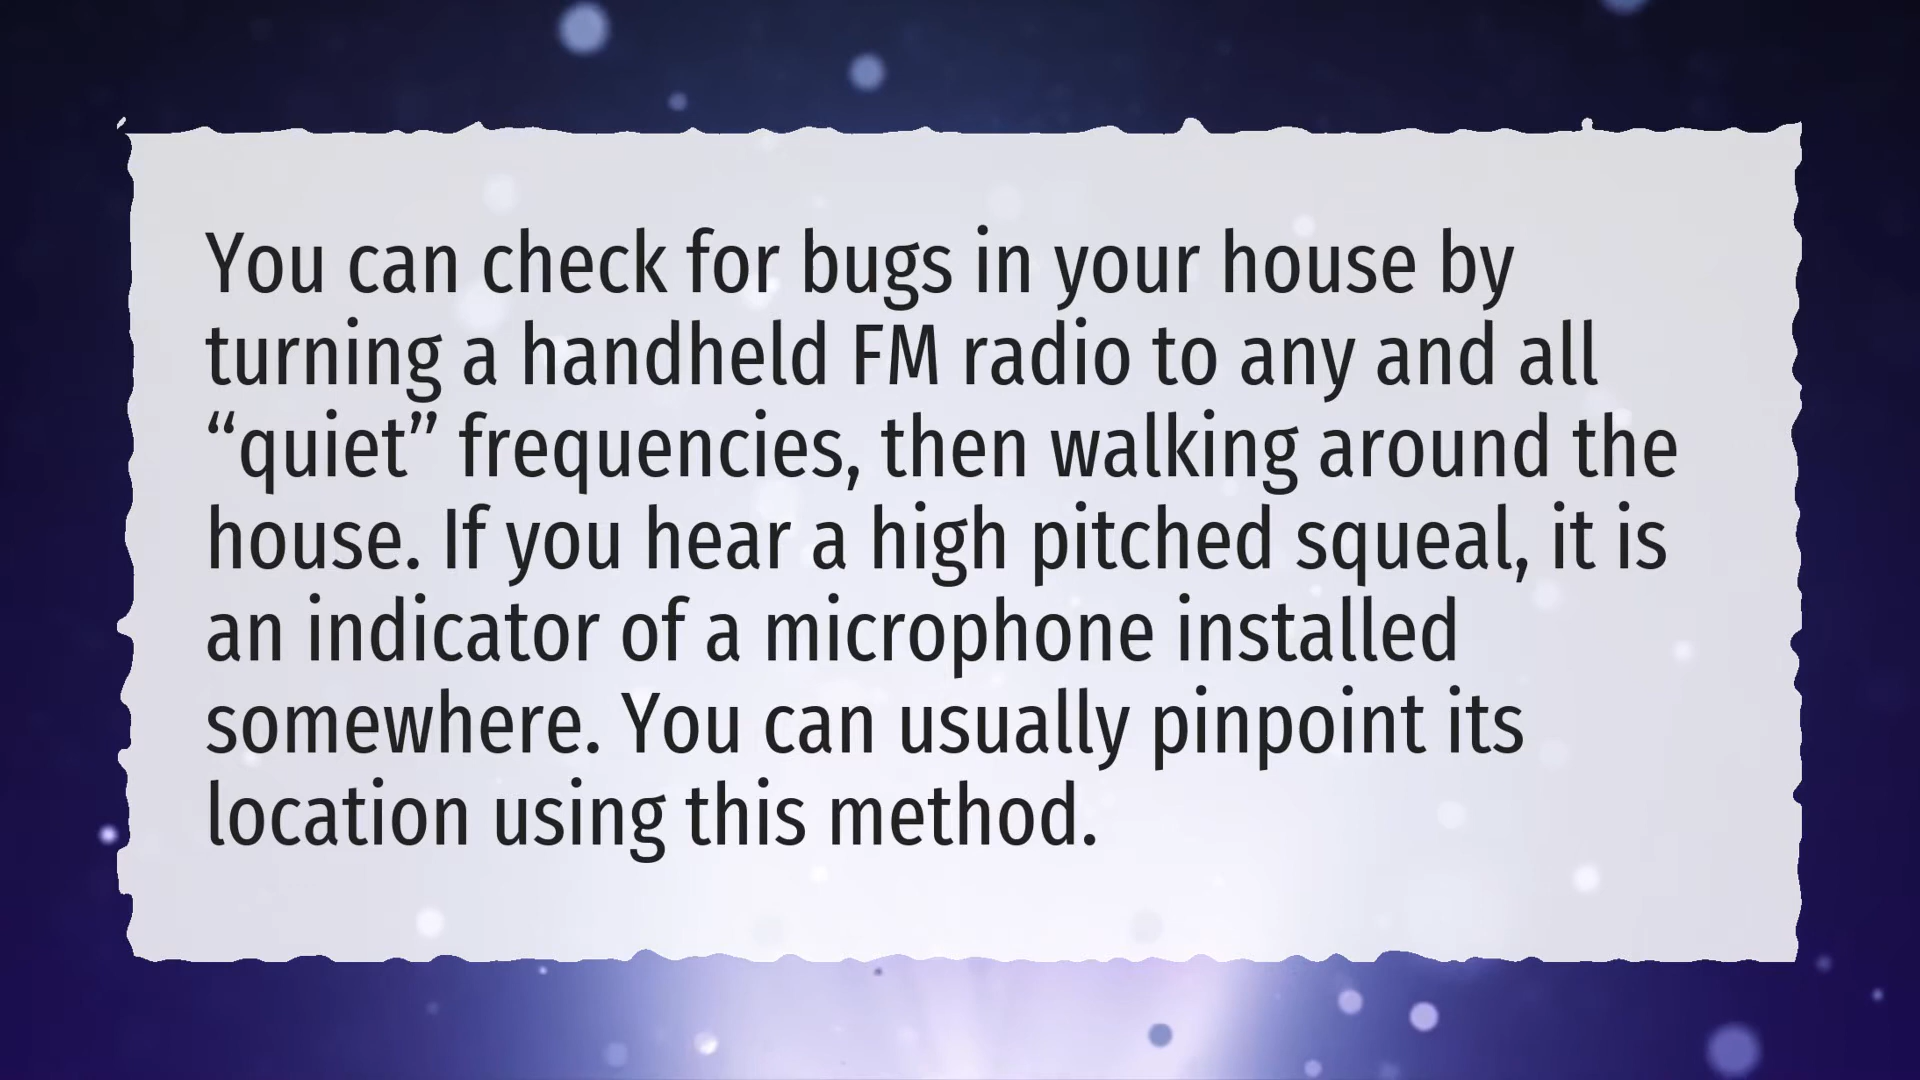 You can check for bugs in your house by
turning a handheld FM radio to any and all
“quiet” frequencies, then walking around the
house. If you hear a high pitched squeal, it is
an indicator of a microphone installed
somewhere. You can usually pinpoint its
location using this method.